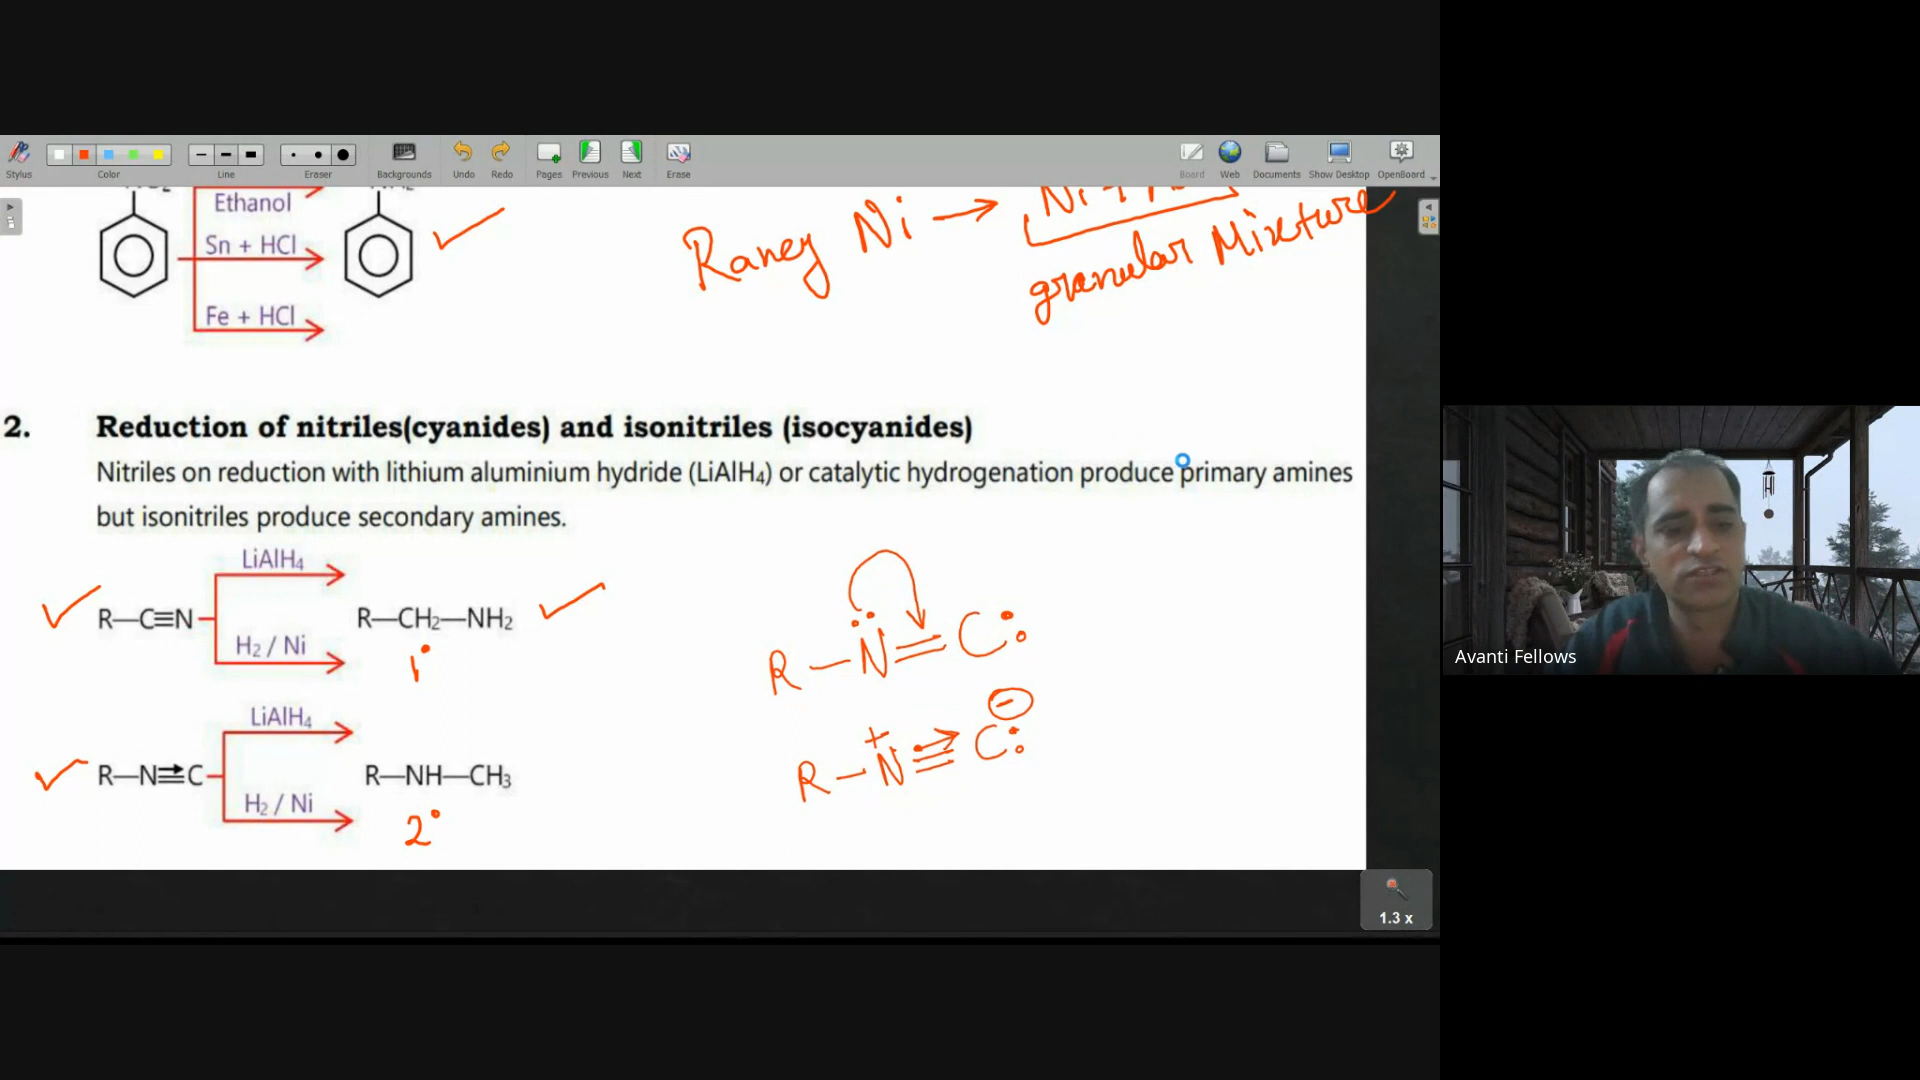 Stylus
Color
Line
Eraser
Backgrounds
Undo
Redo
Pages
Previous
Next
Erase
Board
Web
Documents
Show Desktop
OpenBoard
Ethanol
Sn + HCl
Fe + HCl
Raney Ni →
granular Mixture
2. Reduction of nitriles(cyanides) and isonitriles (isocyanides)
Nitriles on reduction with lithium aluminium hydride (LiAlH₄) or catalytic hydrogenation produce primary amines
but isonitriles produce secondary amines.
LiAlH₄
R—C≡N
R—CH₂—NH₂
H₂ / Ni
1°
R—N=C:
LiAlH₄
R—N≡C
R—NH—CH₃
H₂ / Ni
2°
R—N⁺≡C:⁻
Avanti Fellows
1.3 x